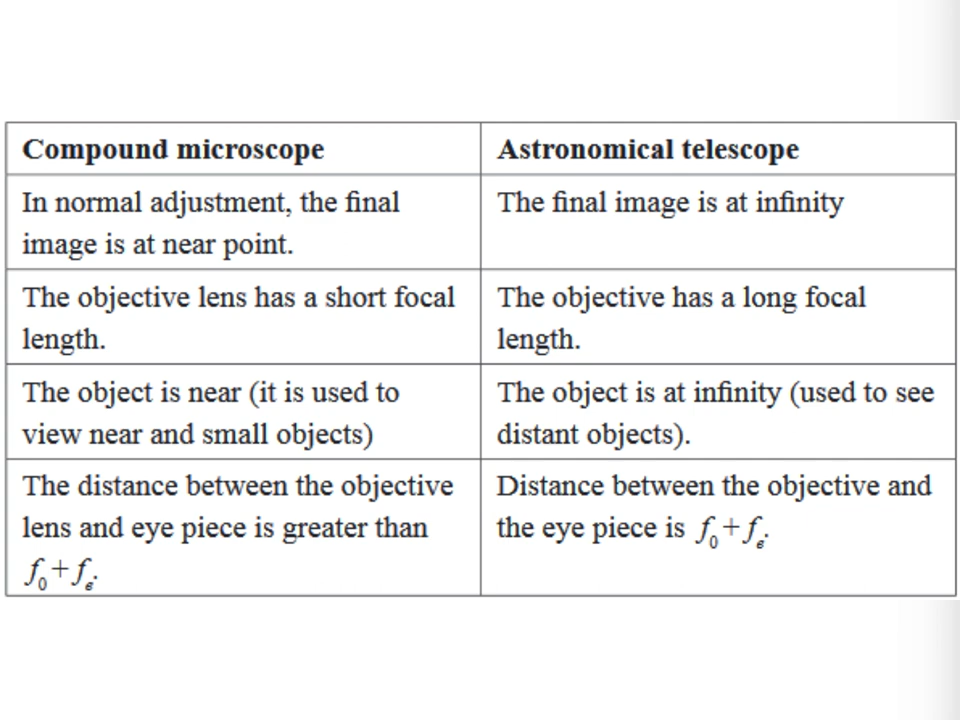 Compound microscope
Astronomical telescope
In normal adjustment, the final
image is at near point.
The final image is at infinity
The objective lens has a short focal
length.
The objective has a long focal
length.
The object is near (it is used to
view near and small objects)
The object is at infinity (used to see
distant objects).
The distance between the objective
lens and eye piece is greater than
f₀+fₑ.
Distance between the objective and
the eye piece is f₀+fₑ.